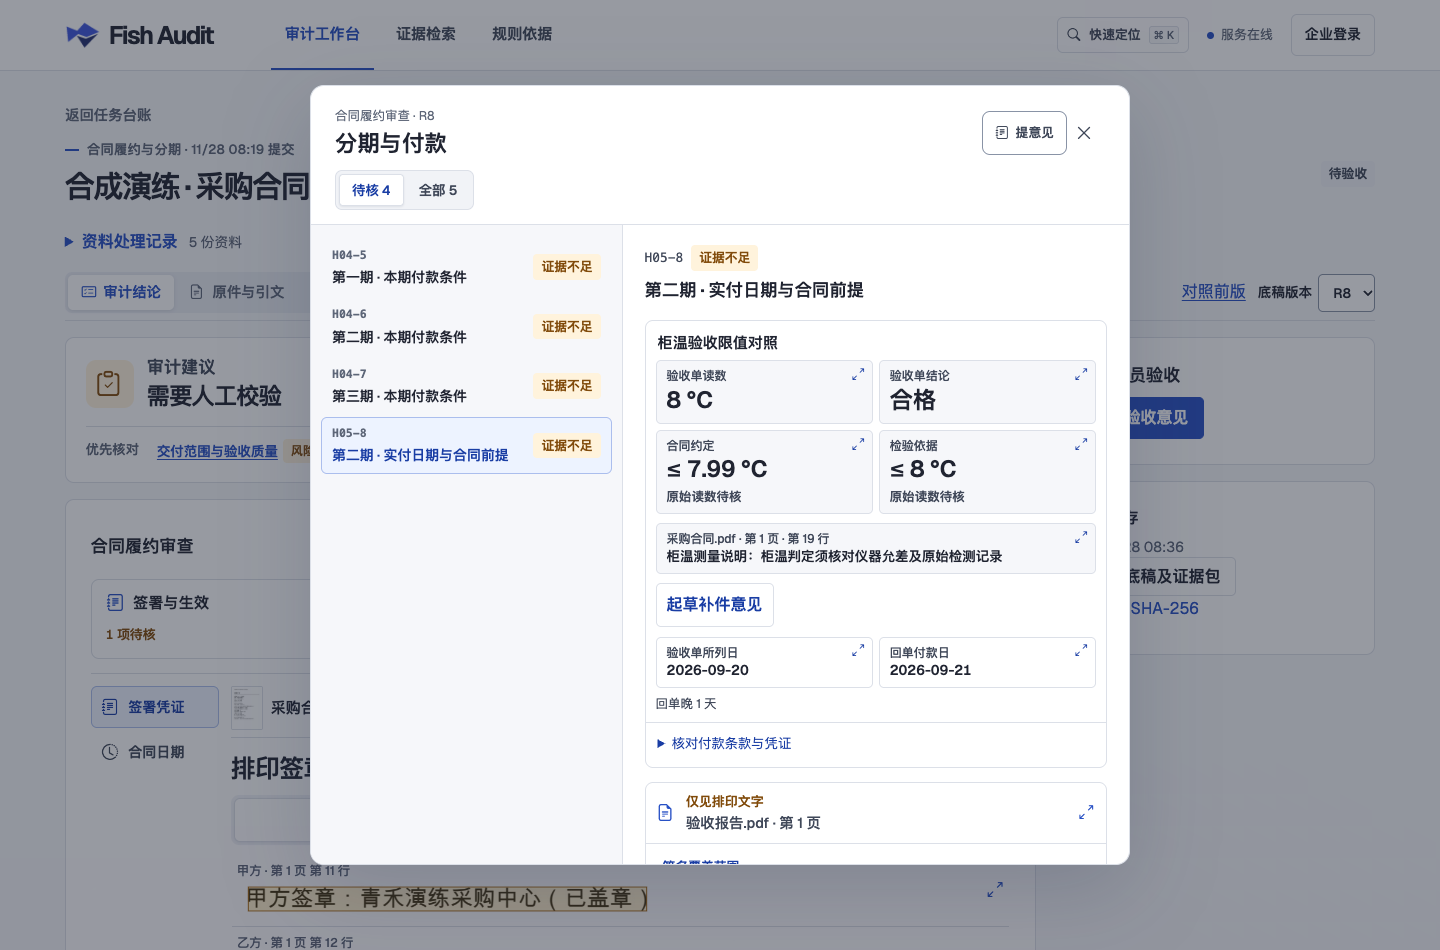 Fish Audit
审计工作台
证据检索
规则依据
快速定位
⌘ K
服务在线
企业登录
返回任务台账
合同履约与分期 · 11/28 08:19 提交
合成演练 · 采购合同
待验收
资料处理记录
5 份资料
审计结论
原件与引文
对照前版
底稿版本
R8
审计建议
需要人工校验
优先核对
交付范围与验收质量
合同履约审查
签署与生效
1 项待核
签署凭证
合同日期
甲方 · 第 1 页 第 11 行
甲方签章：青禾演练采购中心（已盖章）
乙方 · 第 1 页 第 12 行
员验收
验收意见
08:36
底稿及证据包
SHA-256
合同履约审查 · R8
分期与付款
提意见
待核 4
全部 5
H04-5
第一期 · 本期付款条件
证据不足
H04-6
第二期 · 本期付款条件
证据不足
H04-7
第三期 · 本期付款条件
证据不足
H05-8
第二期 · 实付日期与合同前提
证据不足
H05-8
证据不足
第二期 · 实付日期与合同前提
柜温验收限值对照
验收单读数
8 °C
验收单结论
合格
合同约定
≤ 7.99 °C
原始读数待核
检验依据
≤ 8 °C
原始读数待核
采购合同.pdf · 第 1 页 · 第 19 行
柜温测量说明：柜温判定须核对仪器允差及原始检测记录
起草补件意见
验收单所列日
2026-09-20
回单付款日
2026-09-21
回单晚 1 天
核对付款条款与凭证
仅见排印文字
验收报告.pdf · 第 1 页